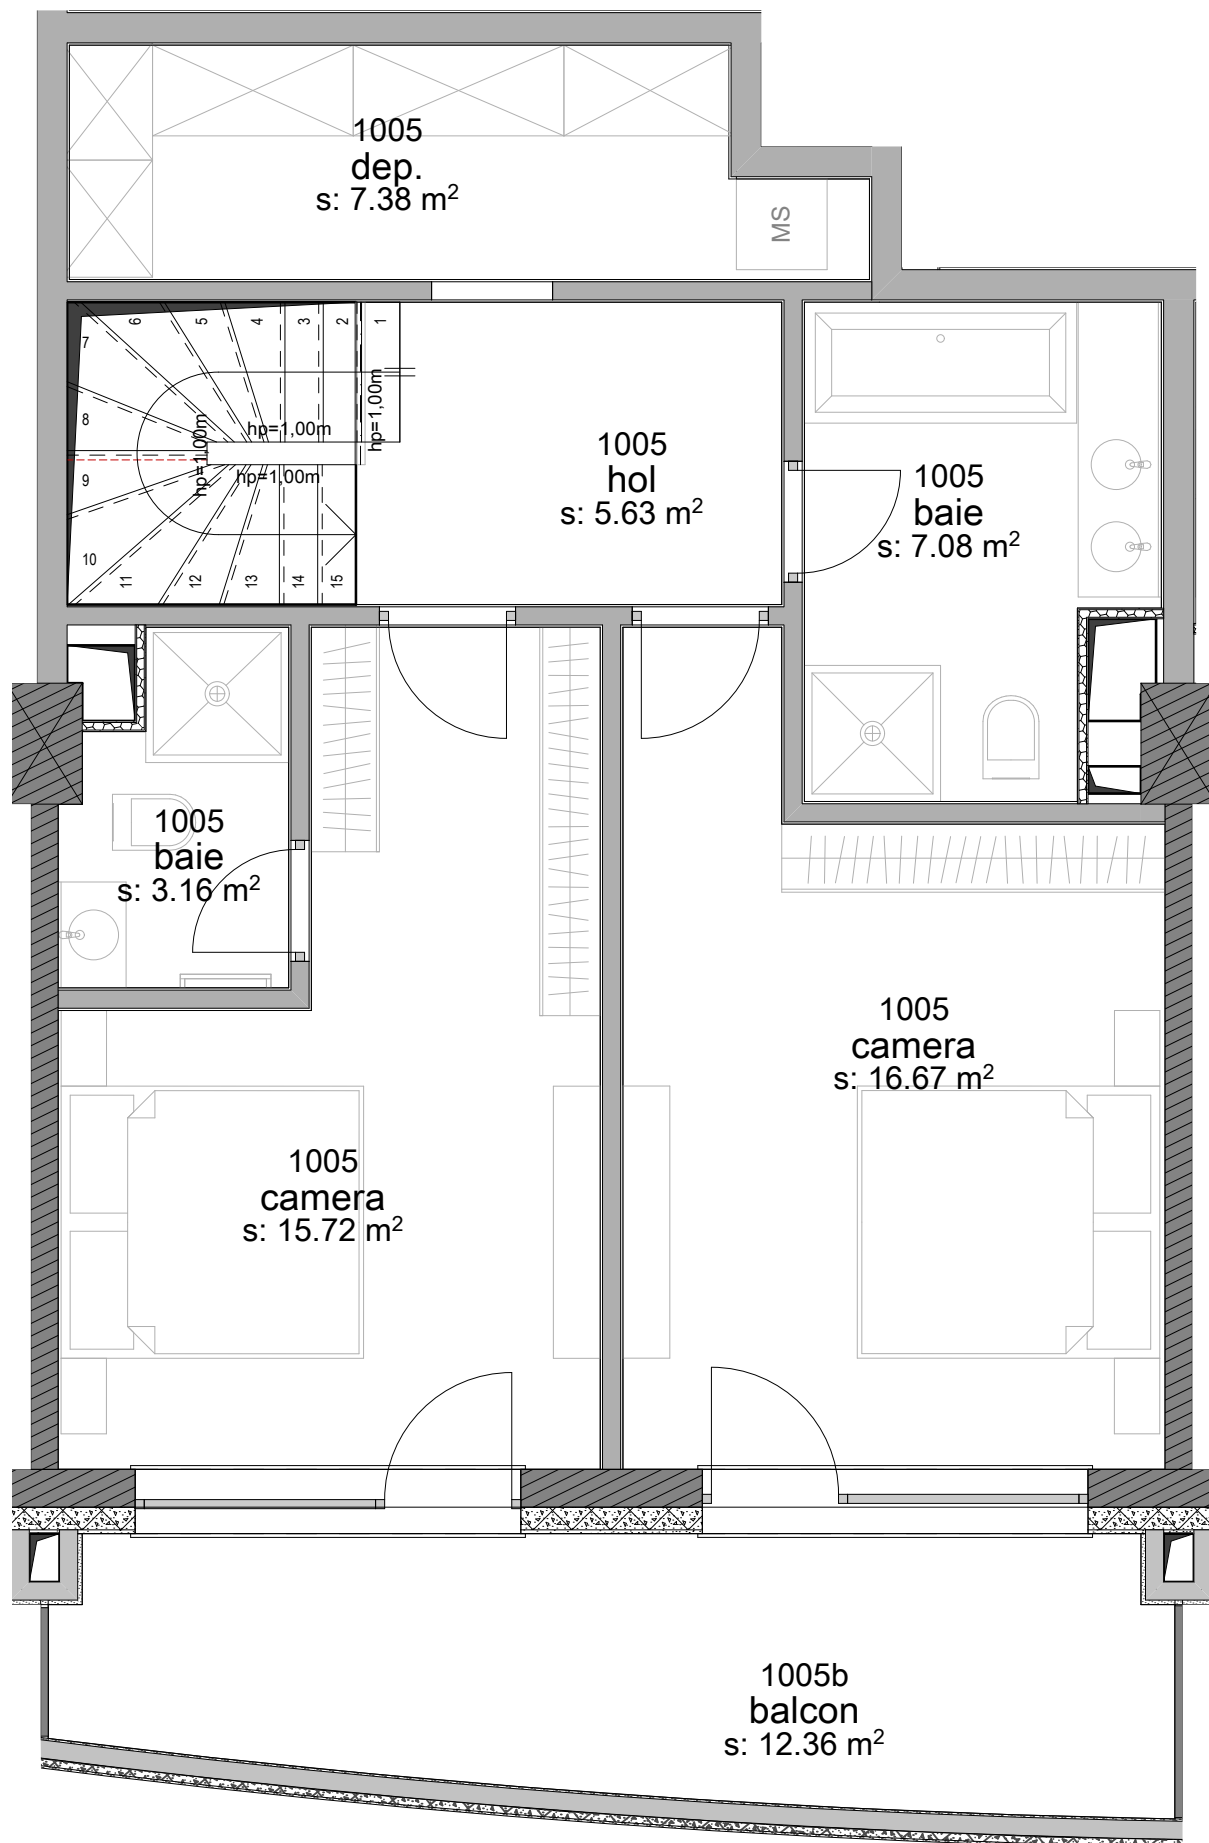 1005
dep.
s: 7.38 m²
MS
1
2
3
4
5
6
7
8
9
10
11
12
13
14
15
hp=1,00m
hp=1,00m
hp=1,00m
hp=1,00m
1005
hol
s: 5.63 m²
1005
baie
s: 7.08 m²
1005
baie
s: 3.16 m²
1005
camera
s: 16.67 m²
1005
camera
s: 15.72 m²
1005b
balcon
s: 12.36 m²